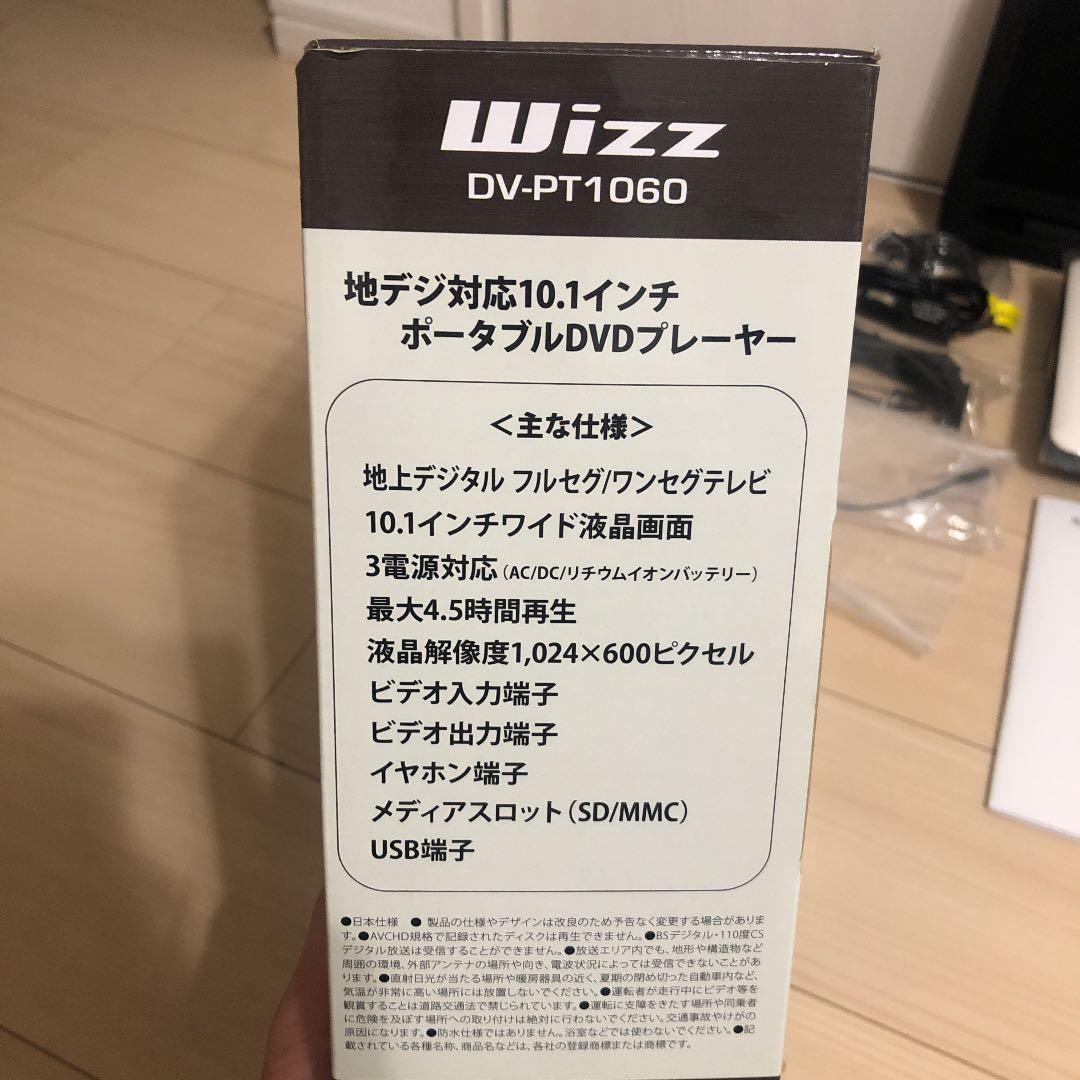 Wizz
DV-PT1060
地デジ対応10.1インチ
ポータブルDVDプレーヤー
＜主な仕様＞
地上デジタル フルセグ/ワンセグテレビ
10.1インチワイド液晶画面
3電源対応（AC/DC/リチウムイオンバッテリー）
最大4.5時間再生
液晶解像度1,024×600ピクセル
ビデオ入力端子
ビデオ出力端子
イヤホン端子
メディアスロット（SD/MMC）
USB端子
●日本仕様 ●製品の仕様やデザインは改良のため予告なく変更する場合がありま
す。●AVCHD規格で記録されたディスクは再生できません。●BSデジタル・110度CS
デジタル放送は受信することができません。●放送エリア内でも、地形や構造物など
周囲の環境、外部アンテナの場所や向き、電波状況によっては受信できないことがあ
ります。●直射日光が当たる場所や暖房器具の近く、夏期の閉め切った自動車内など、
気温が非常に高い場所には放置しないでください。●運転者が走行中にビデオ等を
観賞することは道路交通法で禁じられています。●運転に支障をきたす場所や同乗者
に危険を及ぼす場所への取り付けは絶対に行わないでください。交通事故やけがの
原因になります。●防水仕様ではありません。浴室などでは使わないでください。●記
載されている各種名称、商品名などは、各社の登録商標または商標です。